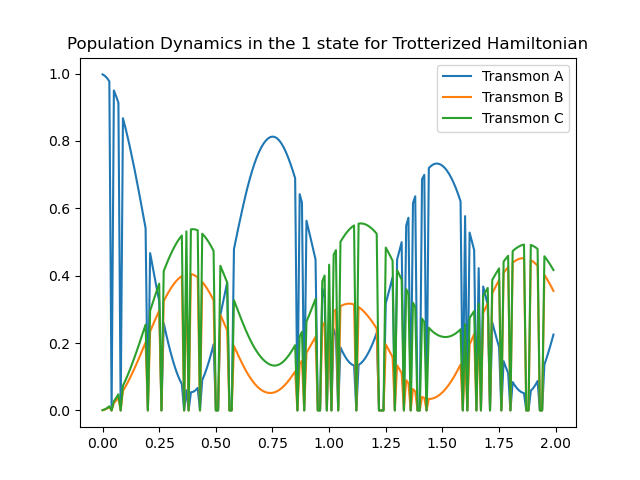 Population Dynamics in the 1 state for Trotterized Hamiltonian
Transmon A
Transmon B
Transmon C
1.0
0.8
0.6
0.4
0.2
0.0
0.00 0.25 0.50 0.75 1.00 1.25 1.50 1.75 2.00